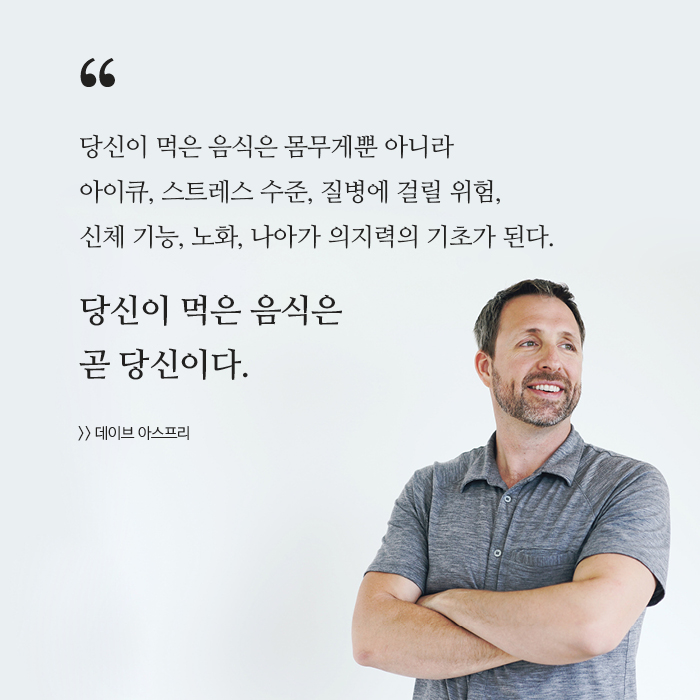 “
당신이 먹은 음식은 몸무게뿐 아니라
아이큐, 스트레스 수준, 질병에 걸릴 위험,
신체 기능, 노화, 나아가 의지력의 기초가 된다.
당신이 먹은 음식은
곧 당신이다.
>> 데이브 아스프리